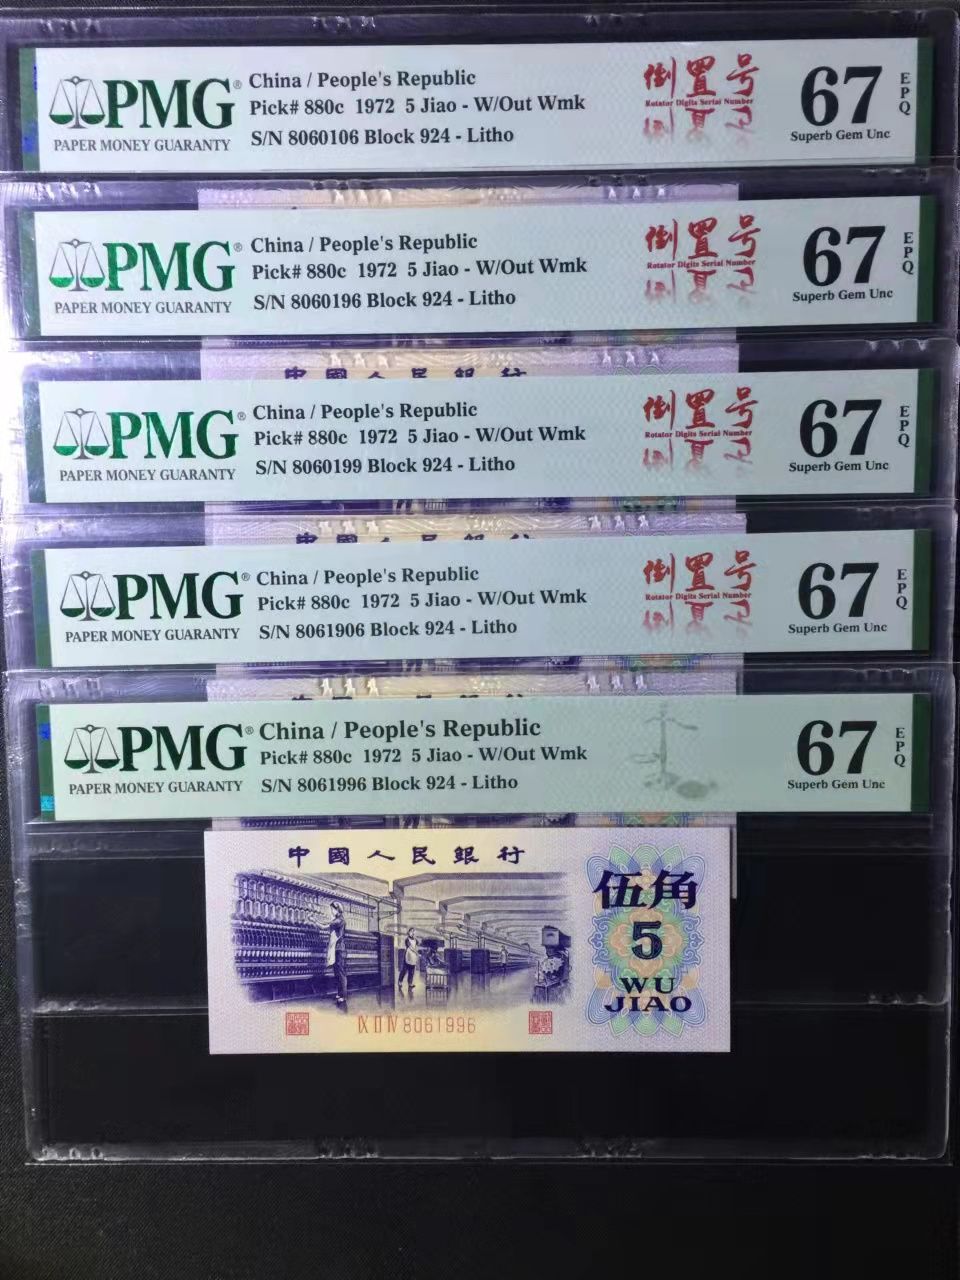 PMG®
PAPER MONEY GUARANTY
China / People's Republic
Pick# 880c 1972 5 Jiao - W/Out Wmk
S/N 8060106 Block 924 - Litho
倒置号
Rotator Digits Serial Number
67
EPQ
Superb Gem Unc
PMG®
PAPER MONEY GUARANTY
China / People's Republic
Pick# 880c 1972 5 Jiao - W/Out Wmk
S/N 8060196 Block 924 - Litho
倒置号
Rotator Digits Serial Number
67
EPQ
Superb Gem Unc
中國人民銀行
PMG®
PAPER MONEY GUARANTY
China / People's Republic
Pick# 880c 1972 5 Jiao - W/Out Wmk
S/N 8060199 Block 924 - Litho
倒置号
Rotator Digits Serial Number
67
EPQ
Superb Gem Unc
PMG®
PAPER MONEY GUARANTY
China / People's Republic
Pick# 880c 1972 5 Jiao - W/Out Wmk
S/N 8061906 Block 924 - Litho
倒置号
Rotator Digits Serial Number
67
EPQ
Superb Gem Unc
PMG®
PAPER MONEY GUARANTY
China / People's Republic
Pick# 880c 1972 5 Jiao - W/Out Wmk
S/N 8061996 Block 924 - Litho
67
EPQ
Superb Gem Unc
中國人民銀行
伍角
5
WU
JIAO
IX II IV 8061996